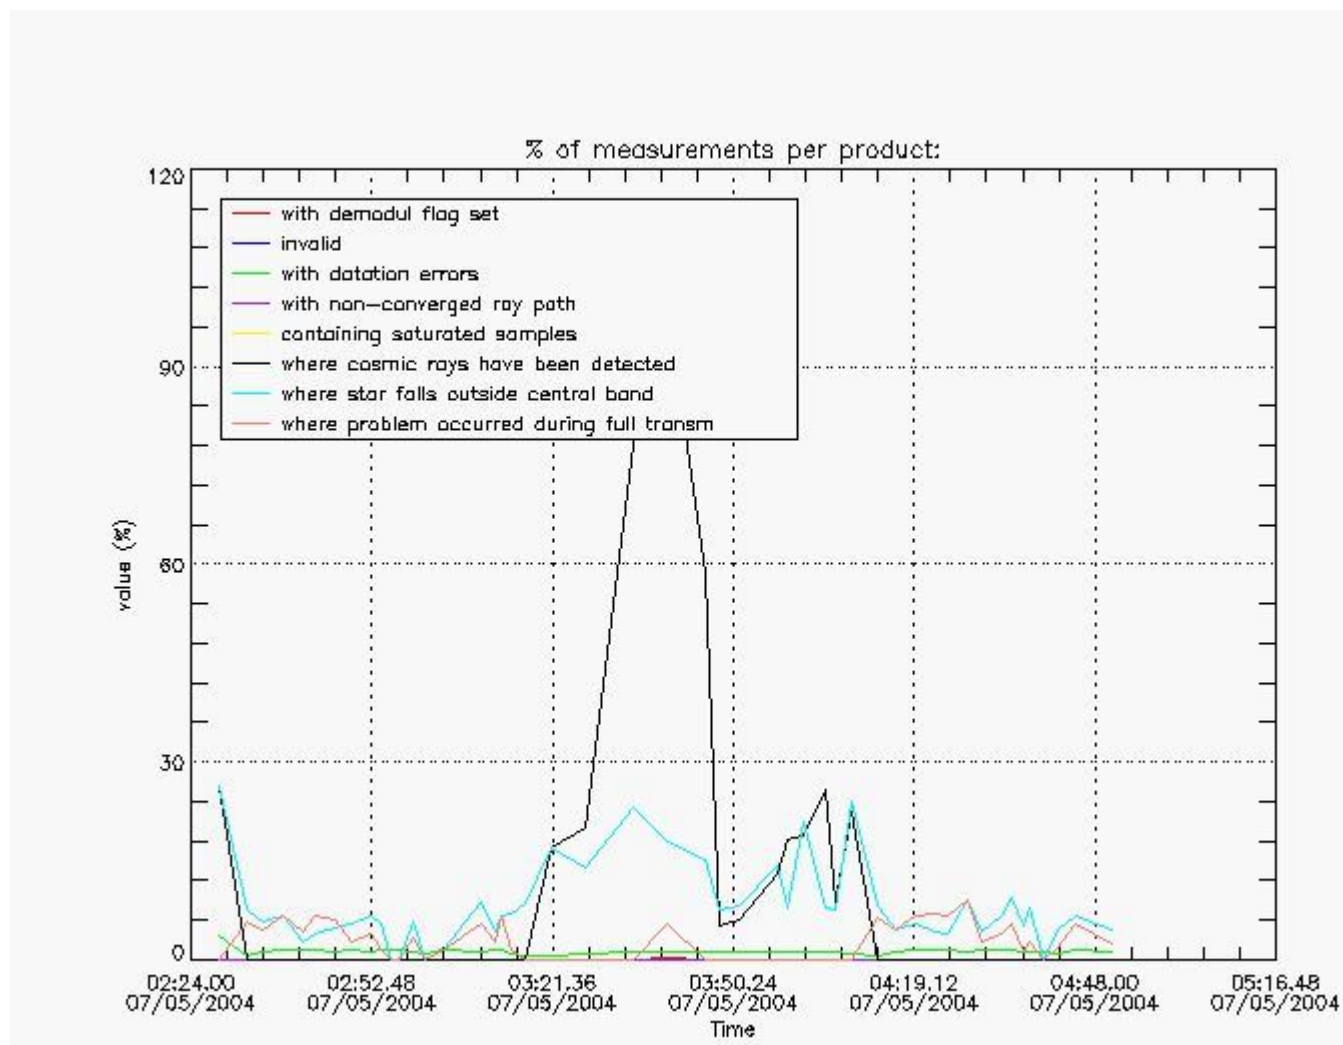 % of measurements per product:
120
with demodul flag set
invalid
with datation errors
with non-converged ray path
containing saturated samples
where cosmic rays have been detected
where star falls outside central band
where problem occurred during full transm
90
60
30
0
value (%)
02:24.00 02:52.48 03:21.36 03:50.24 04:19.12 04:48.00 05:16.48
07/05/2004 07/05/2004 07/05/2004 07/05/2004 07/05/2004 07/05/2004 07/05/2004
Time